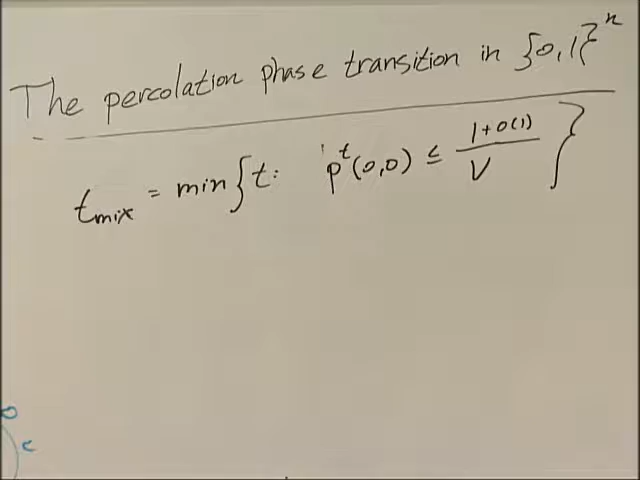 The percolation phase transition in {0,1}^n
t_mix = min { t: p^t(0,0) ≤ (1+o(1))/V }